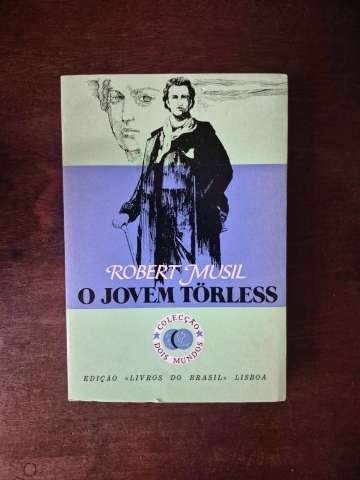 ROBERT MUSIL
O JOVEM TÖRLESS
COLECÇÃO
DOIS MUNDOS
EDIÇÃO «LIVROS DO BRASIL» LISBOA